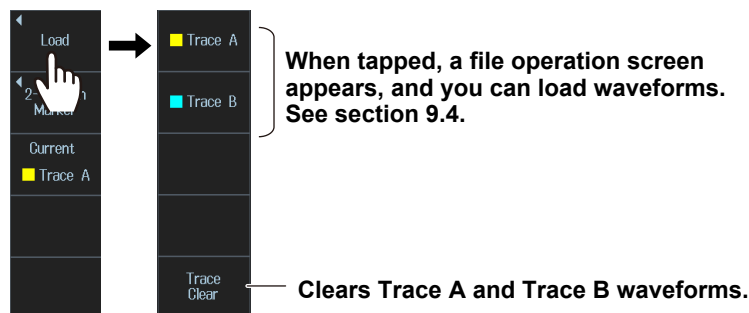 Load
Marker
Current
Trace A
Trace A
Trace B
Trace
Clear
When tapped, a file operation screen
appears, and you can load waveforms.
See section 9.4.
Clears Trace A and Trace B waveforms.